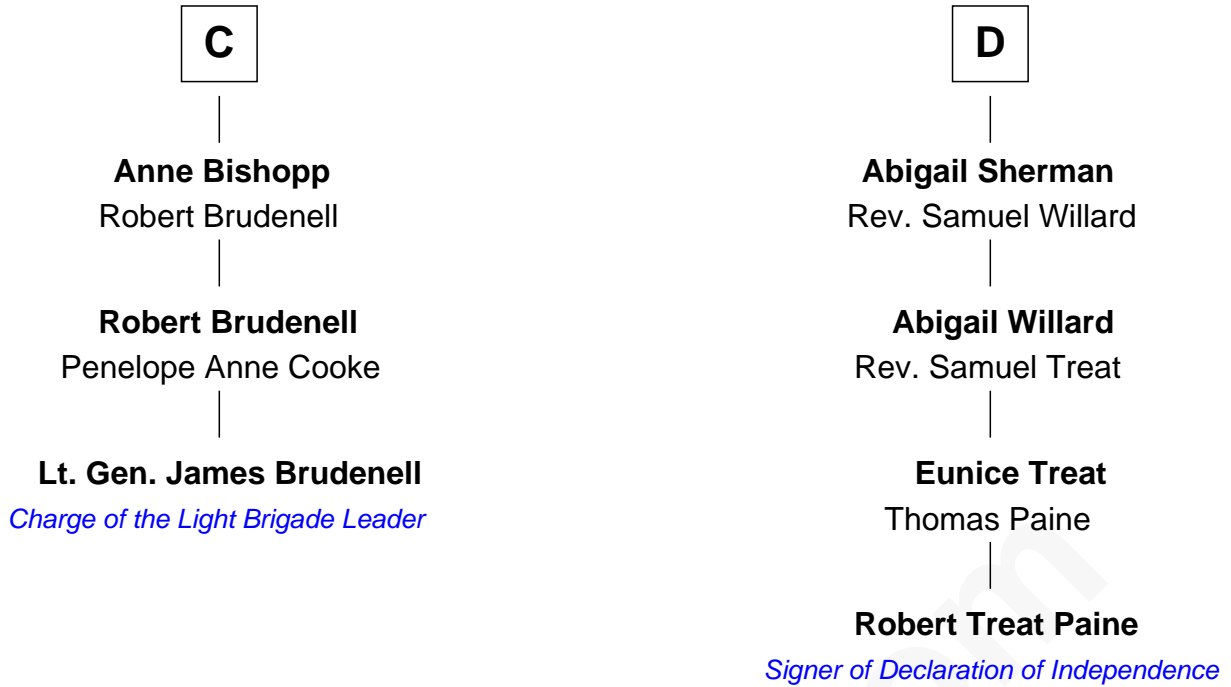 C
Anne Bishopp
Robert Brudenell
Robert Brudenell
Penelope Anne Cooke
Lt. Gen. James Brudenell
Charge of the Light Brigade Leader
D
Abigail Sherman
Rev. Samuel Willard
Abigail Willard
Rev. Samuel Treat
Eunice Treat
Thomas Paine
Robert Treat Paine
Signer of Declaration of Independence